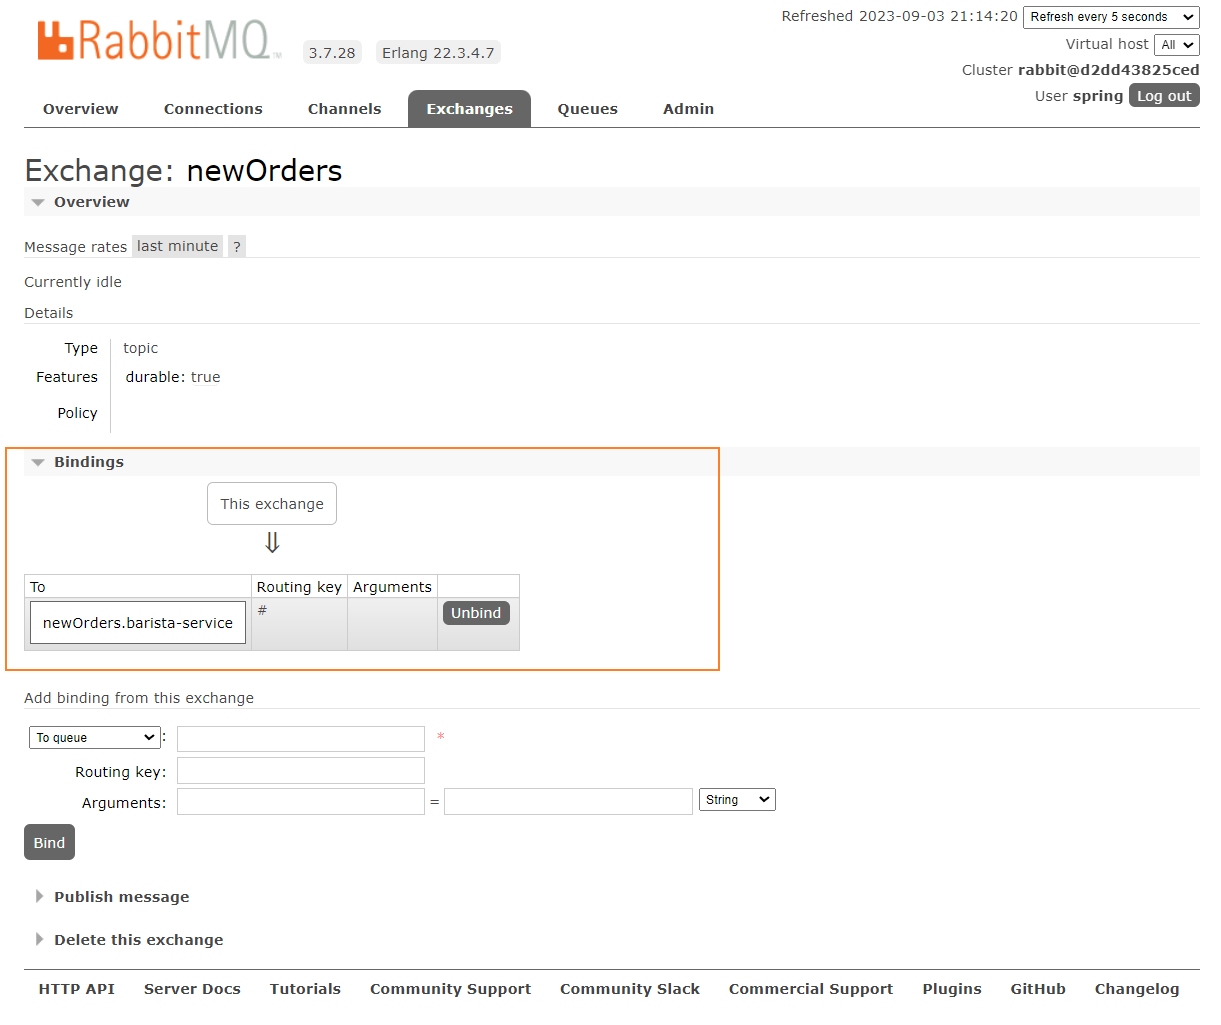 Refreshed 2023-09-03 21:14:20 Refresh every 5 seconds
RabbitMQ™ 3.7.28 Erlang 22.3.4.7
Virtual host All
Cluster rabbit@d2dd43825ced
User spring Log out
Overview Connections Channels Exchanges Queues Admin
Exchange: newOrders
Overview
Message rates last minute ?
Currently idle
Details
Type topic
Features durable: true
Policy
Bindings
This exchange
⇓
To Routing key Arguments
newOrders.barista-service # Unbind
Add binding from this exchange
To queue : *
Routing key:
Arguments: = String
Bind
Publish message
Delete this exchange
HTTP API Server Docs Tutorials Community Support Community Slack Commercial Support Plugins GitHub Changelog